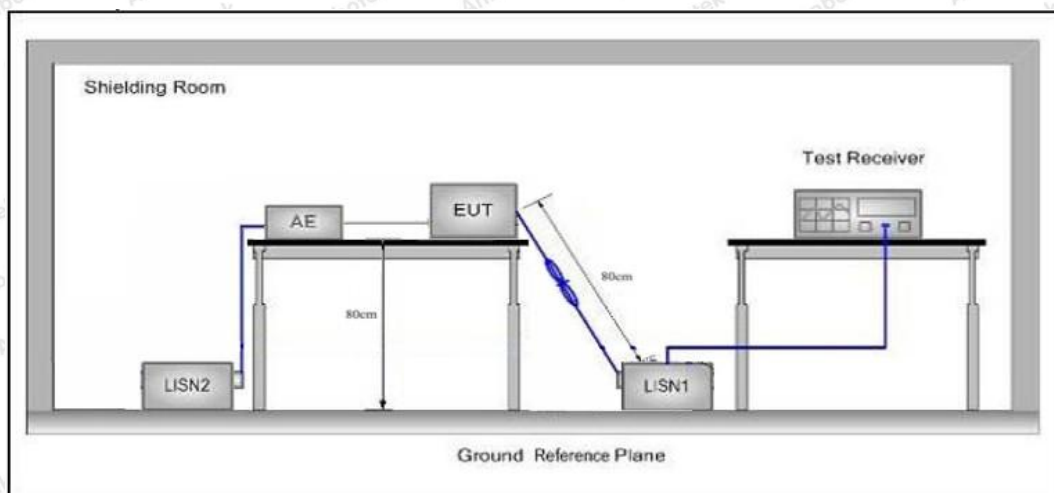 Shielding Room
Test Receiver
EUT
AE
80cm
80cm
LISN2
LISN1
Ground Reference Plane